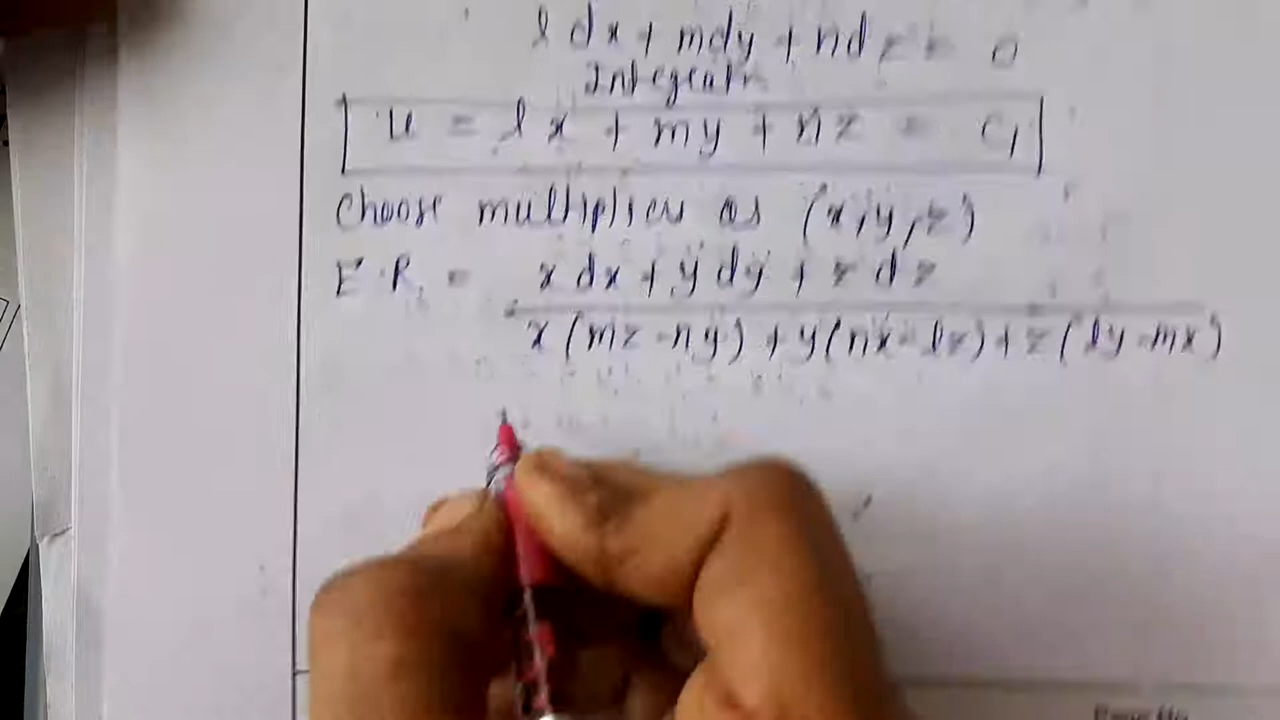 l dx + mdy + ndz = 0
Integratn
u = lx + my + nz = c1
Choose multipliers as (x, y, z)
E.R. = x dx + y dy + z dz
x(mz - ny) + y(nx - lz) + z(ly - mx)